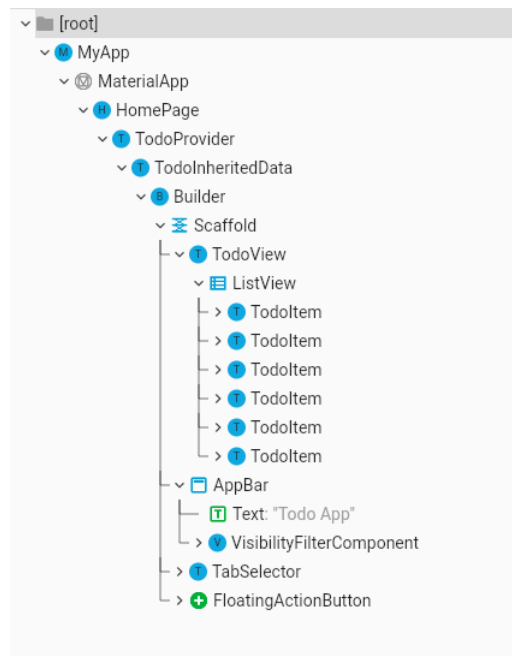 [root]
M MyApp
M MaterialApp
H HomePage
T TodoProvider
T TodoInheritedData
B Builder
Scaffold
T TodoView
ListView
T TodoItem
T TodoItem
T TodoItem
T TodoItem
T TodoItem
T TodoItem
AppBar
T Text: "Todo App"
V VisibilityFilterComponent
T TabSelector
FloatingActionButton